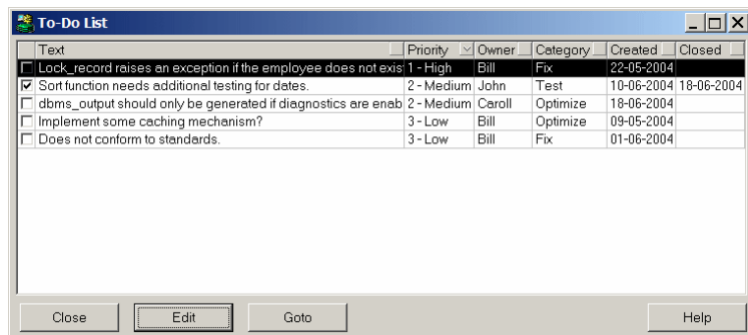 To-Do List
Text Priority Owner Category Created Closed
Lock_record raises an exception if the employee does not exis 1 - High Bill Fix 22-05-2004
Sort function needs additional testing for dates. 2 - Medium John Test 10-06-2004 18-06-2004
dbms_output should only be generated if diagnostics are enab 2 - Medium Caroll Optimize 18-06-2004
Implement some caching mechanism? 3 - Low Bill Optimize 09-05-2004
Does not conform to standards. 3 - Low Bill Fix 01-06-2004
Close Edit Goto Help